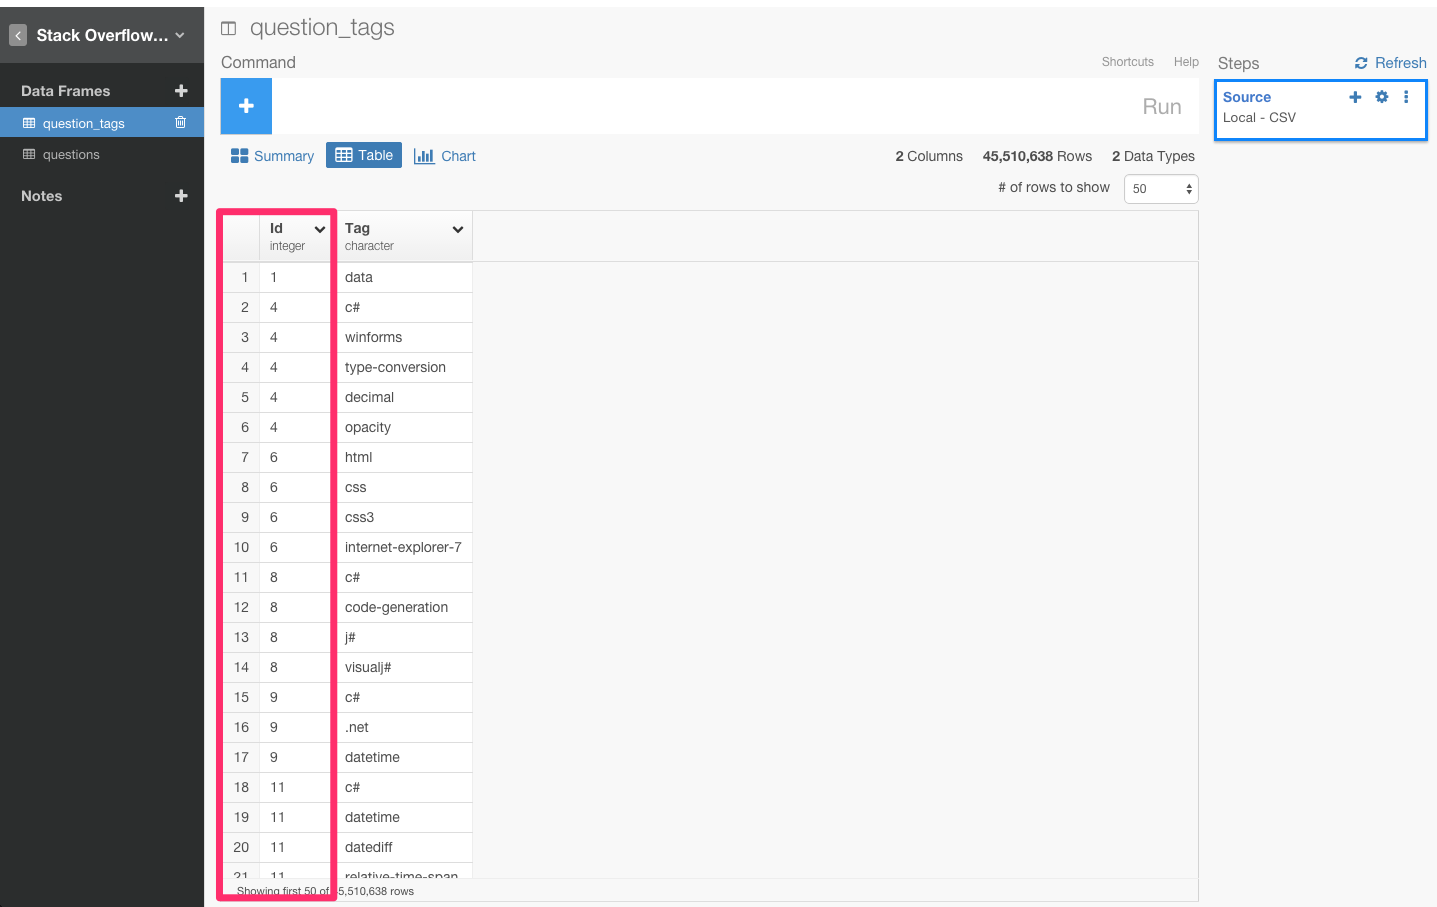 Stack Overflow...
Data Frames
question_tags
questions
Notes
question_tags
Command
Shortcuts Help
Run
Summary Table Chart
2 Columns 45,510,638 Rows 2 Data Types
# of rows to show 50
Id Tag
integer character
1 1 data
2 4 c#
3 4 winforms
4 4 type-conversion
5 4 decimal
6 4 opacity
7 6 html
8 6 css
9 6 css3
10 6 internet-explorer-7
11 8 c#
12 8 code-generation
13 8 j#
14 8 visualj#
15 9 c#
16 9 .net
17 9 datetime
18 11 c#
19 11 datetime
20 11 datediff
21 11 relative-time-span
Showing first 50 of 45,510,638 rows
Steps Refresh
Source
Local - CSV